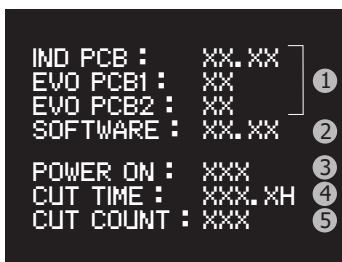 IND PCB : XX.XX
EVO PCB1 : XX 1
EVO PCB2 : XX
SOFTWARE : XX.XX 2
POWER ON : XXX 3
CUT TIME : XXX.XH 4
CUT COUNT : XXX 5